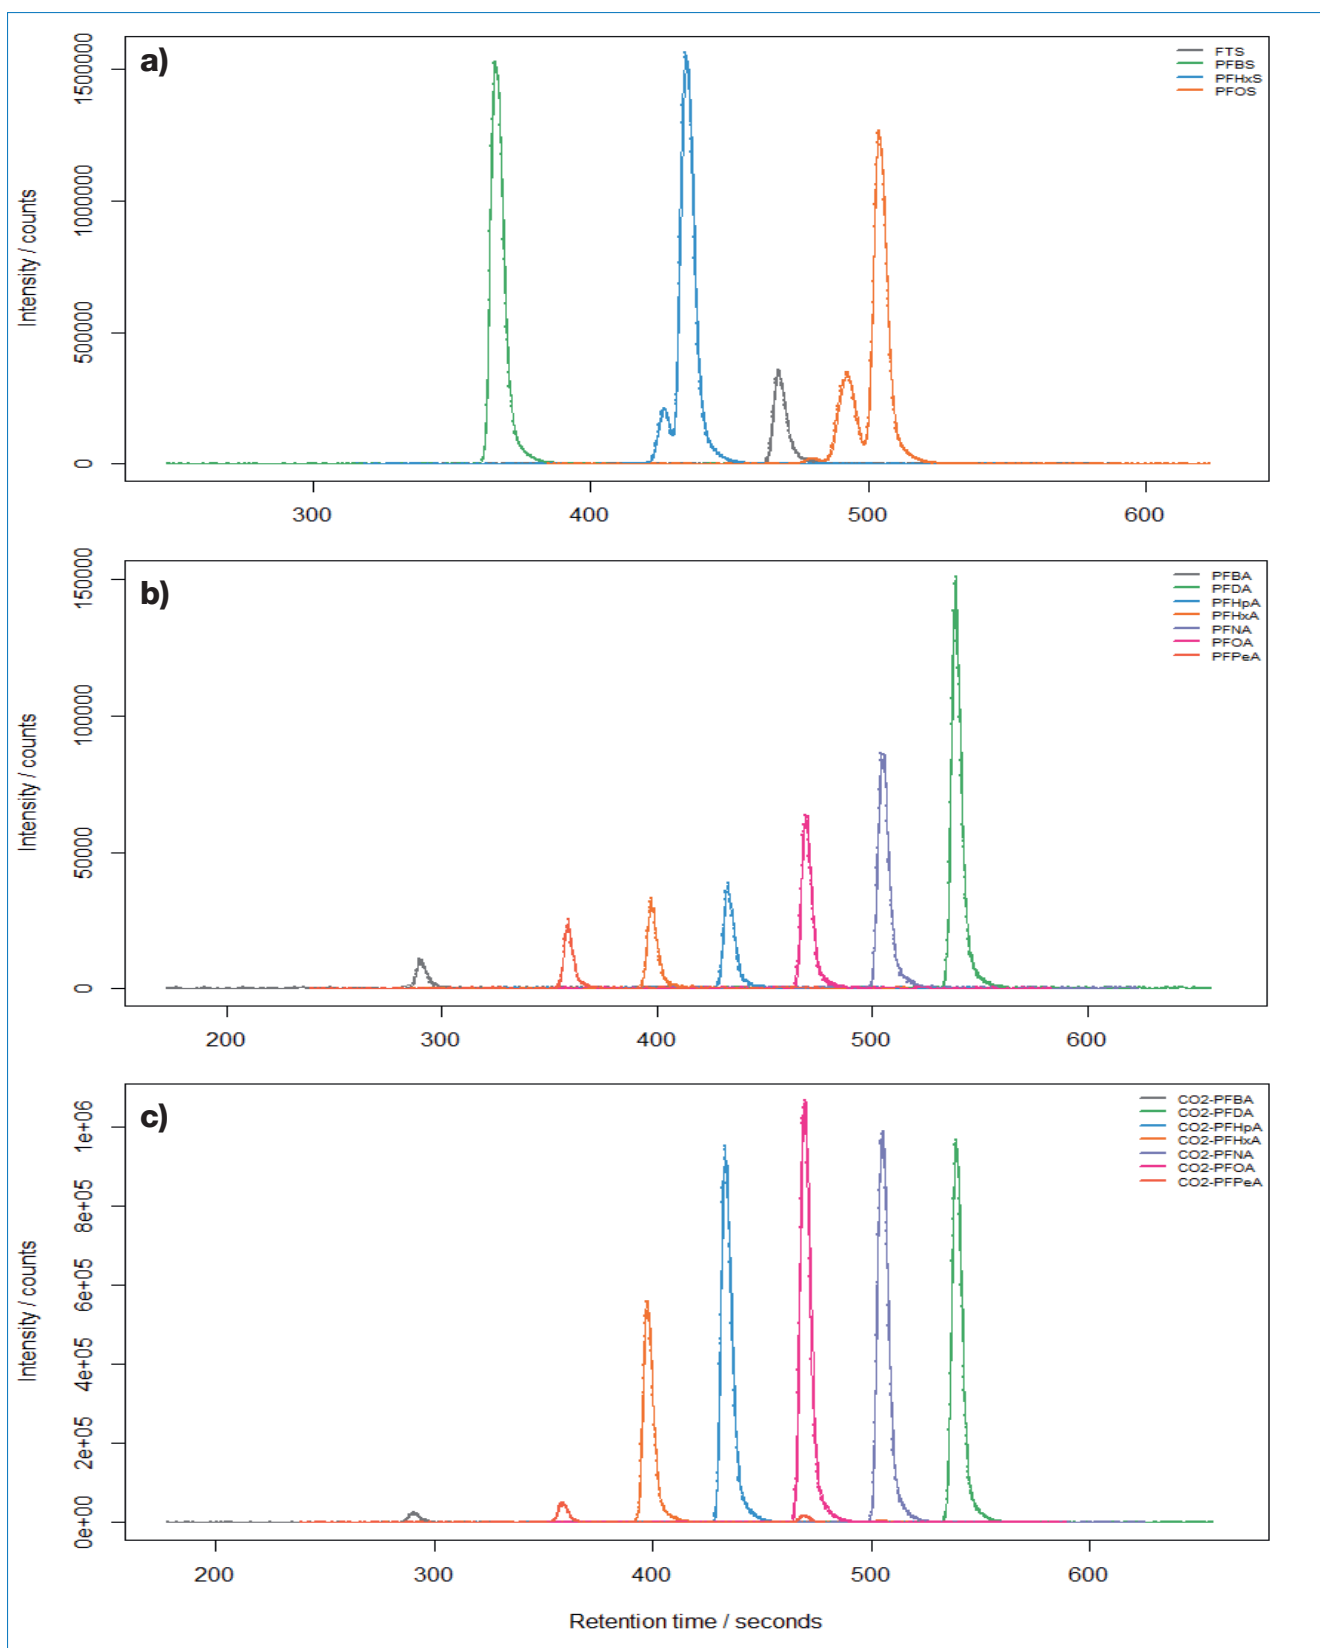 a)
FTS
PFBS
PFHxS
PFOS
Intensity / counts
1500000
1000000
500000
0
300 400 500 600
b)
PFBA
PFDA
PFHpA
PFHxA
PFNA
PFOA
PFPeA
Intensity / counts
150000
100000
50000
0
200 300 400 500 600
c)
CO2-PFBA
CO2-PFDA
CO2-PFHpA
CO2-PFHxA
CO2-PFNA
CO2-PFOA
CO2-PFPeA
Intensity / counts
1e+06
8e+05
6e+05
4e+05
2e+05
0e+00
200 300 400 500 600
Retention time / seconds